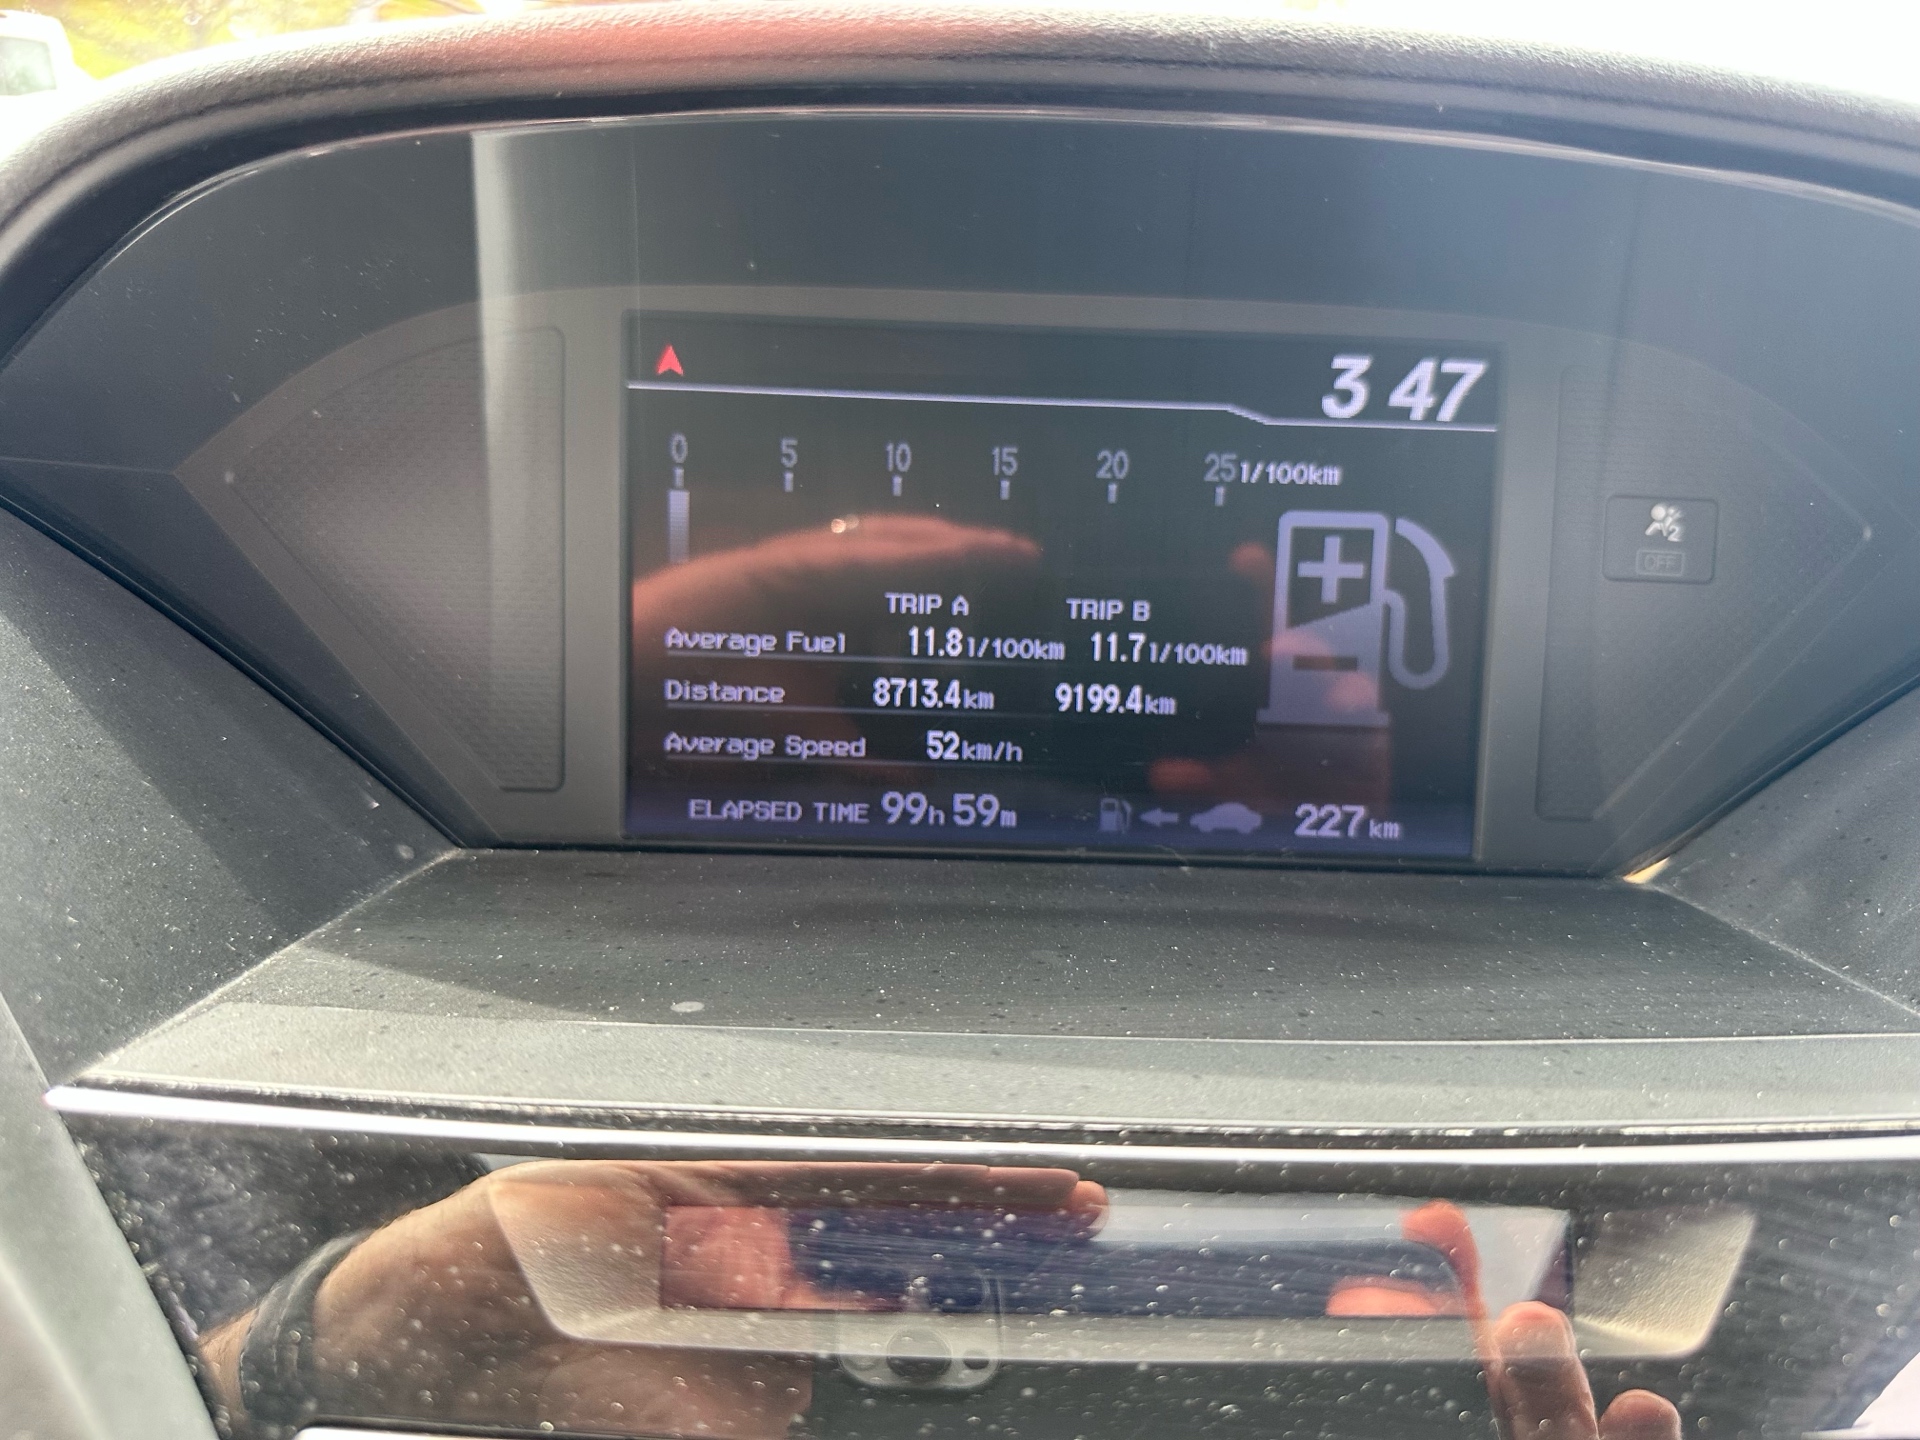 3 47
0 5 10 15 20 25 l/100km
TRIP A TRIP B
Average Fuel 11.8 l/100km 11.7 l/100km
Distance 8713.4 km 9199.4 km
Average Speed 52 km/h
ELAPSED TIME 99h 59m 227 km
2
OFF